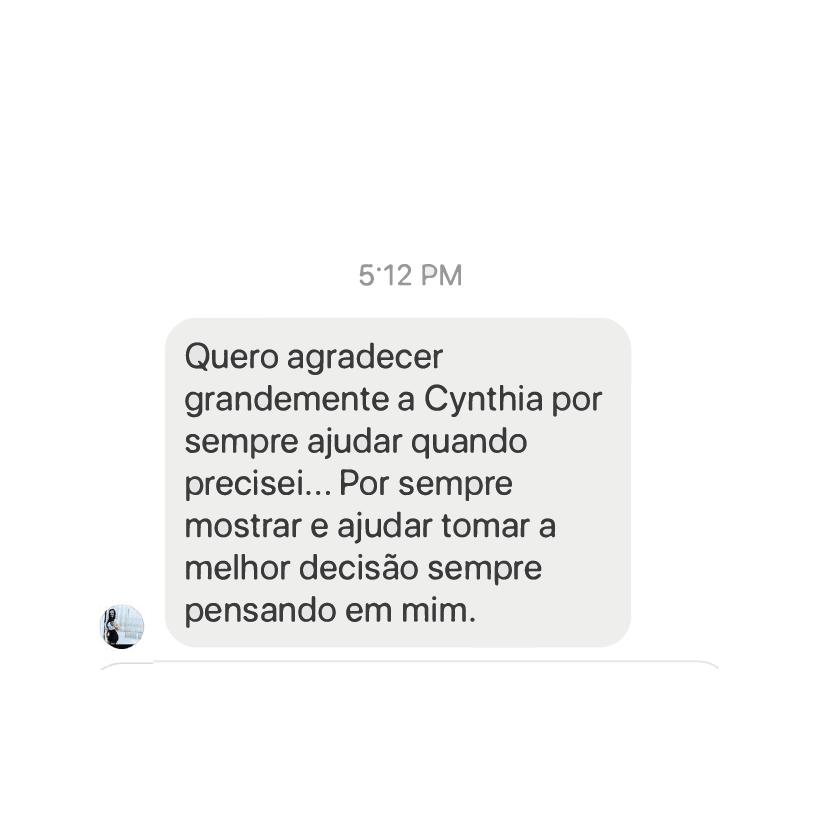 5:12 PM
Quero agradecer
grandemente a Cynthia por
sempre ajudar quando
precisei... Por sempre
mostrar e ajudar tomar a
melhor decisão sempre
pensando em mim.